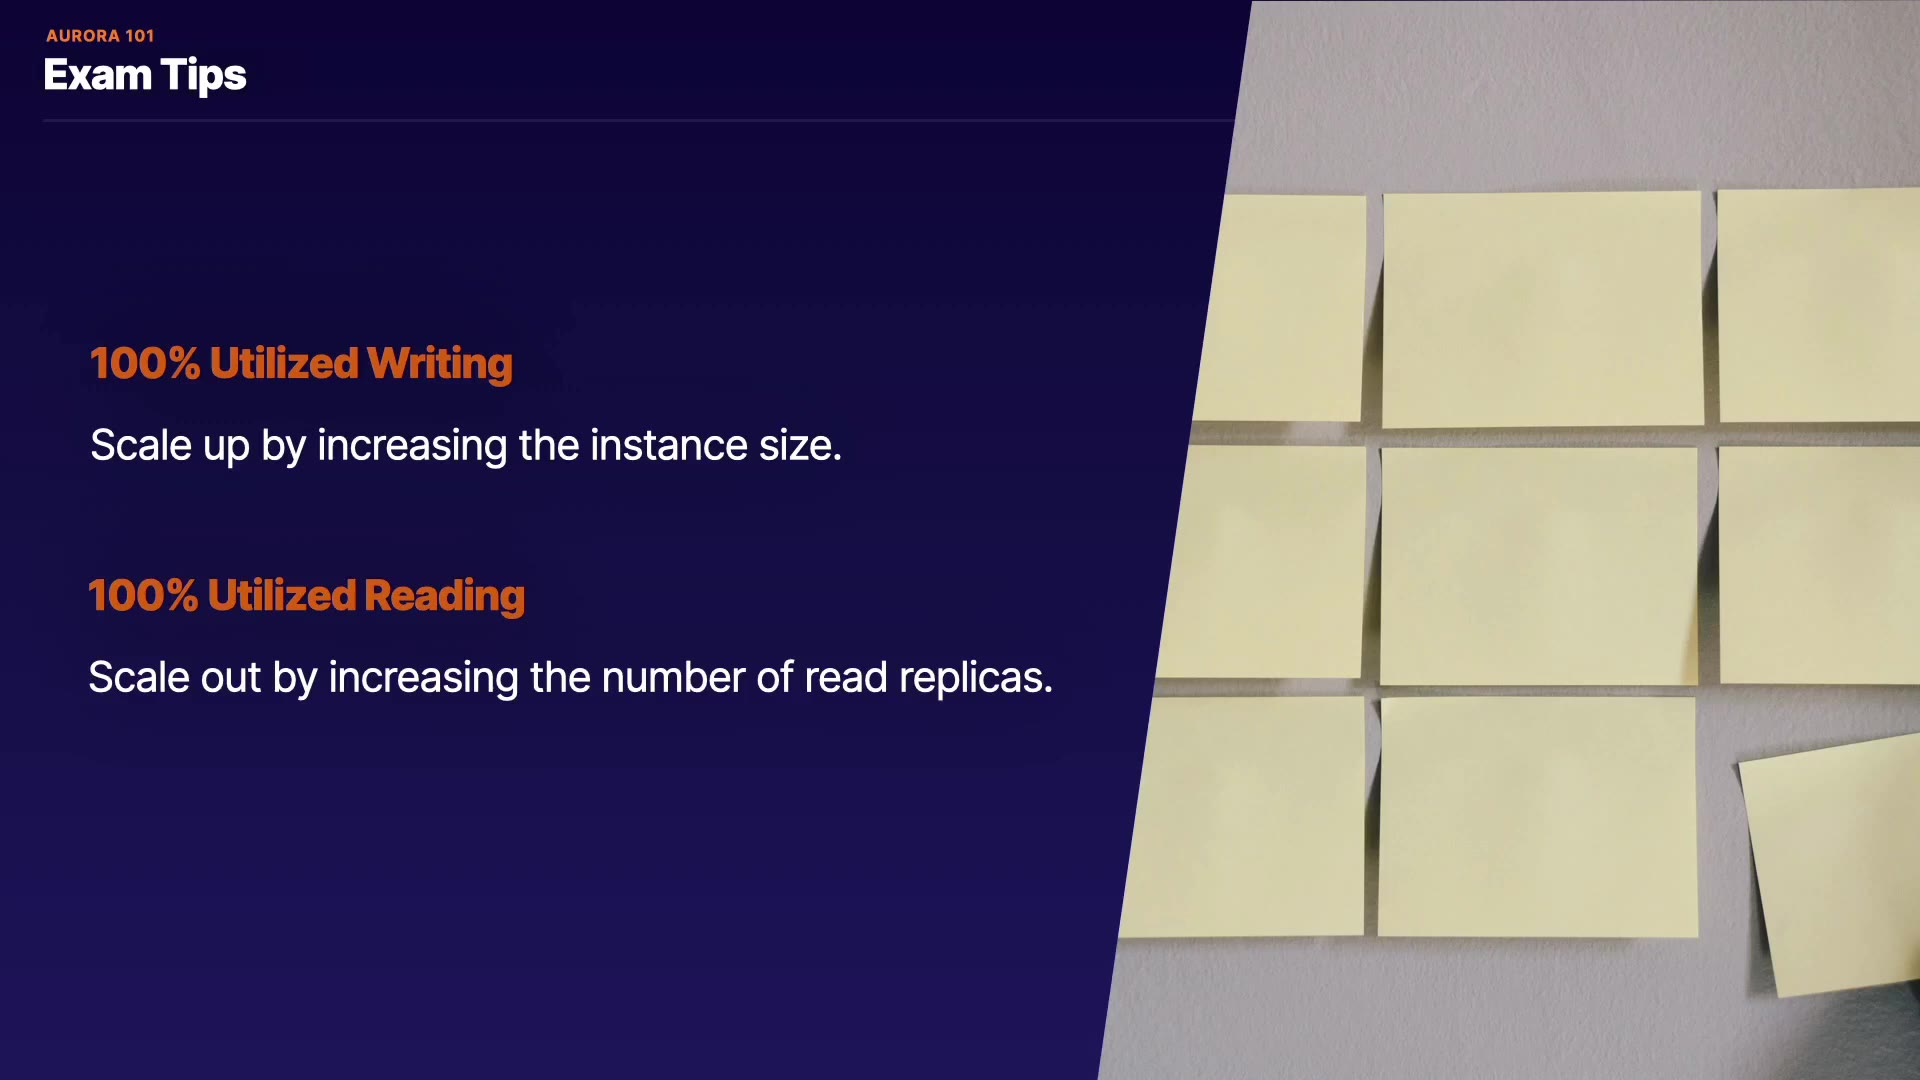 AURORA 101
Exam Tips
100% Utilized Writing
Scale up by increasing the instance size.
100% Utilized Reading
Scale out by increasing the number of read replicas.